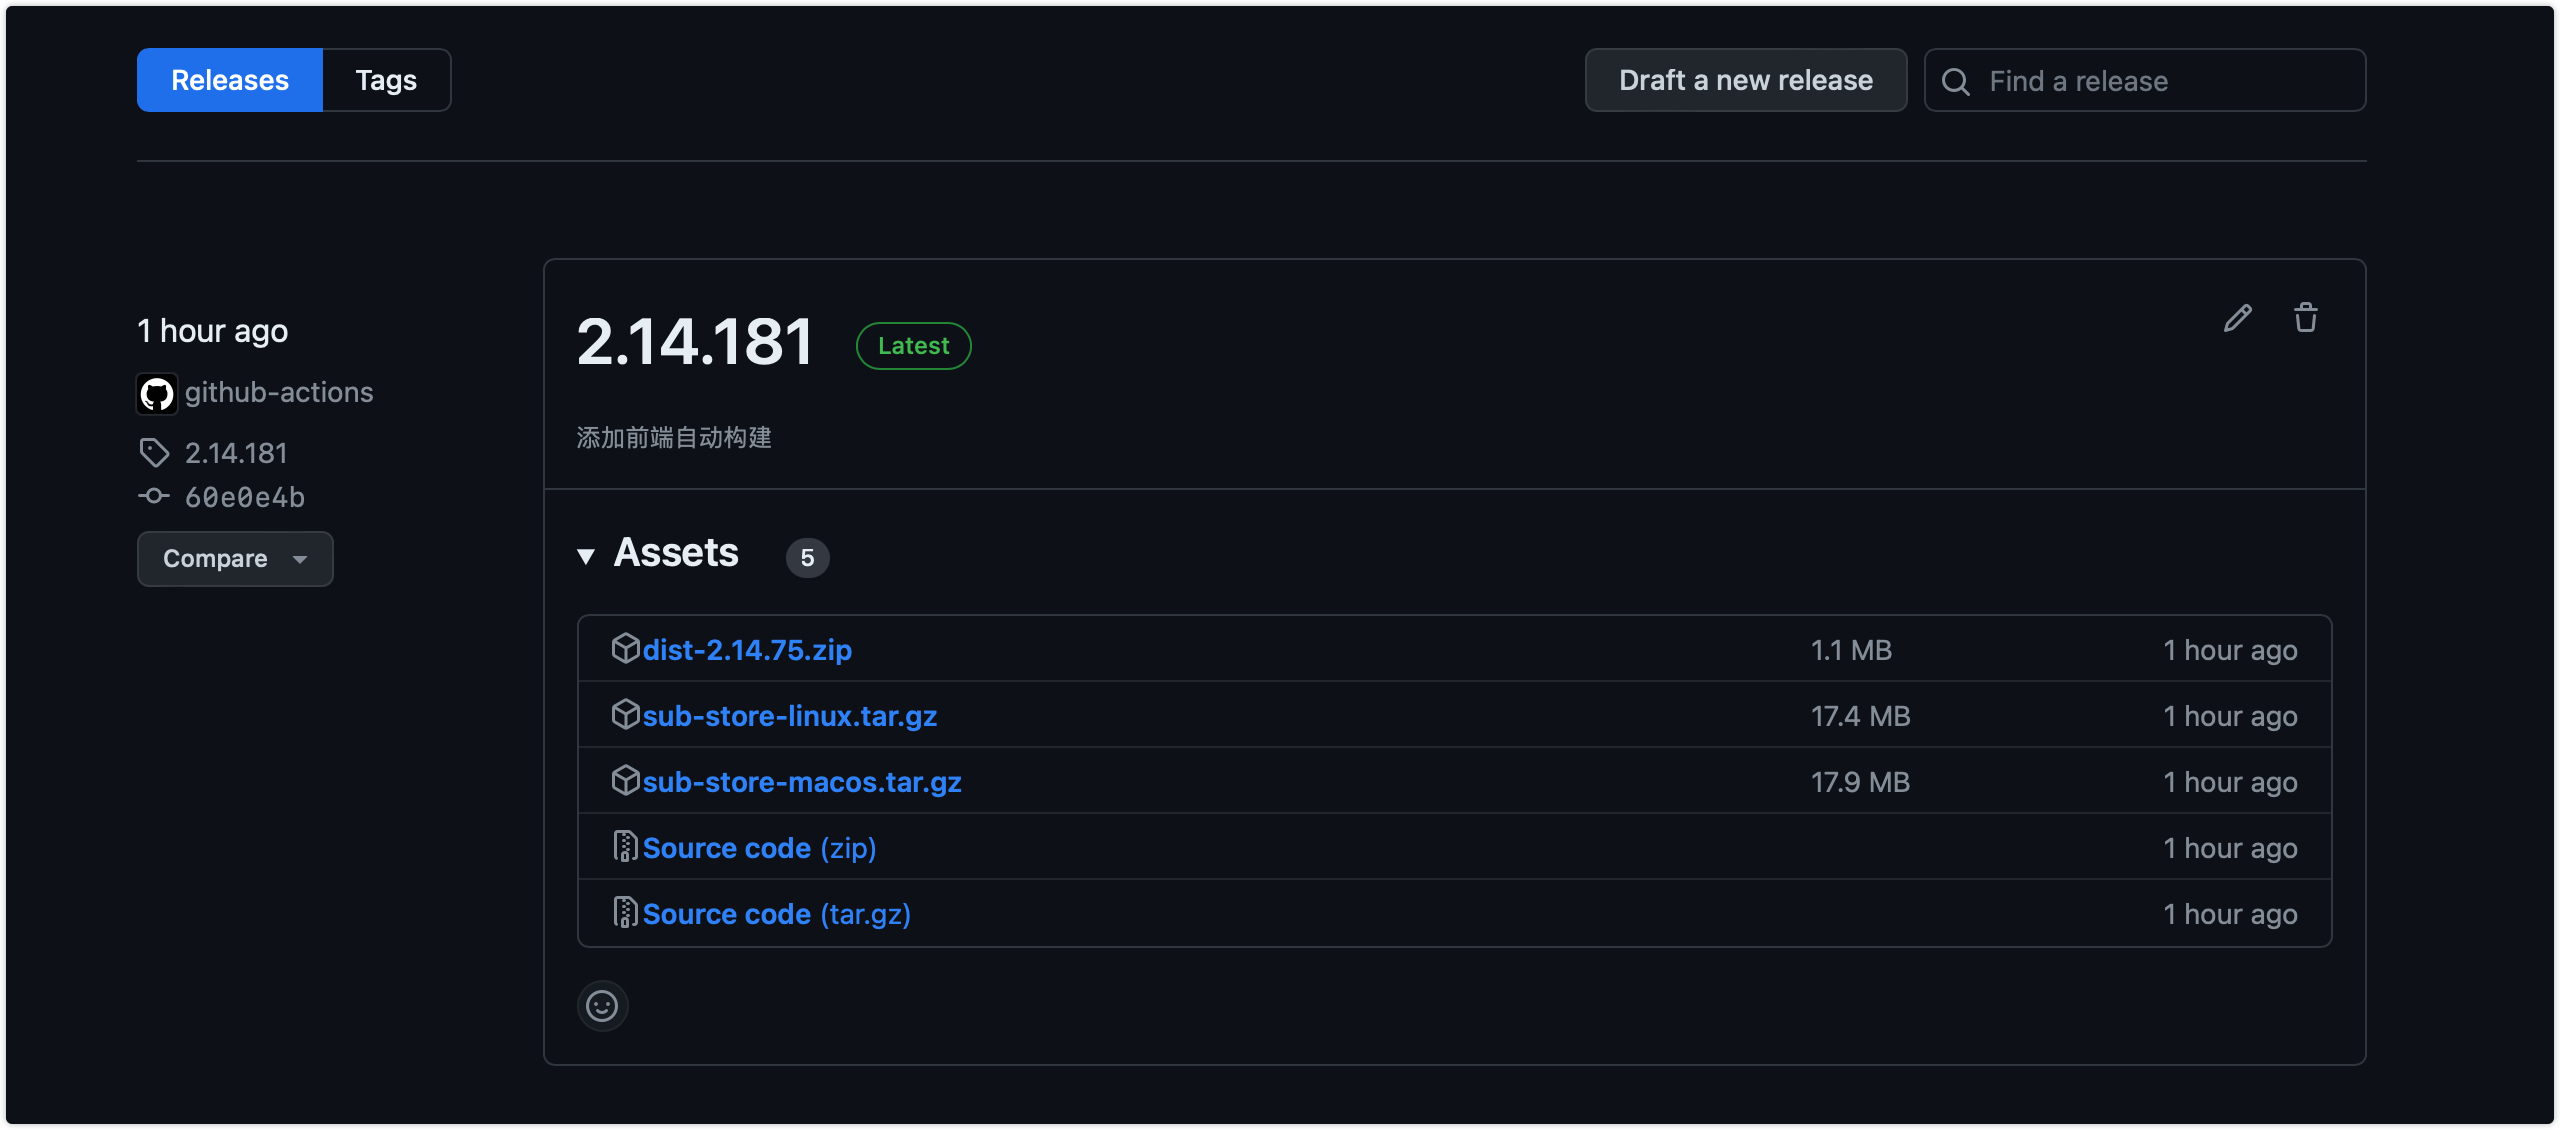 Releases Tags Draft a new release Find a release
1 hour ago
github-actions
2.14.181
60e0e4b
Compare
2.14.181 Latest
添加前端自动构建
Assets 5
dist-2.14.75.zip 1.1 MB 1 hour ago
sub-store-linux.tar.gz 17.4 MB 1 hour ago
sub-store-macos.tar.gz 17.9 MB 1 hour ago
Source code (zip) 1 hour ago
Source code (tar.gz) 1 hour ago